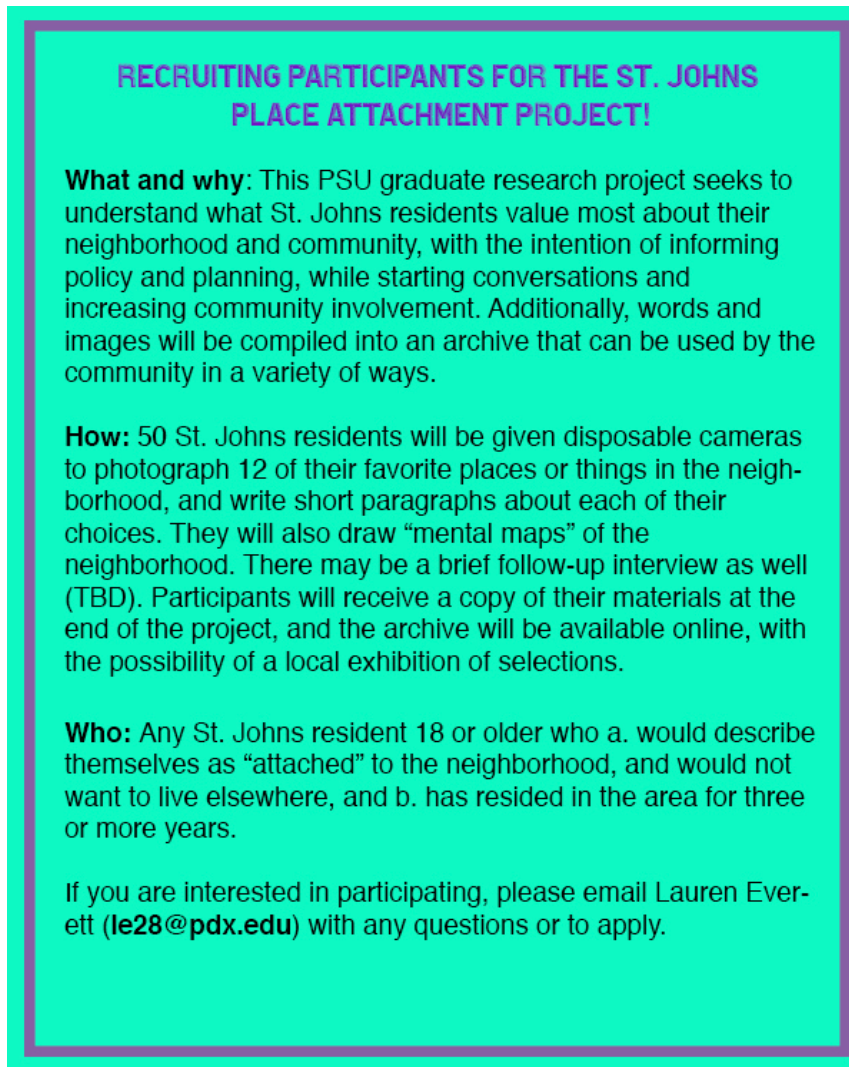 RECRUITING PARTICIPANTS FOR THE ST. JOHNS
PLACE ATTACHMENT PROJECT!
What and why: This PSU graduate research project seeks to
understand what St. Johns residents value most about their
neighborhood and community, with the intention of informing
policy and planning, while starting conversations and
increasing community involvement. Additionally, words and
images will be compiled into an archive that can be used by the
community in a variety of ways.
How: 50 St. Johns residents will be given disposable cameras
to photograph 12 of their favorite places or things in the neigh-
borhood, and write short paragraphs about each of their
choices. They will also draw “mental maps” of the
neighborhood. There may be a brief follow-up interview as well
(TBD). Participants will receive a copy of their materials at the
end of the project, and the archive will be available online, with
the possibility of a local exhibition of selections.
Who: Any St. Johns resident 18 or older who a. would describe
themselves as “attached” to the neighborhood, and would not
want to live elsewhere, and b. has resided in the area for three
or more years.
If you are interested in participating, please email Lauren Ever-
ett (le28@pdx.edu) with any questions or to apply.